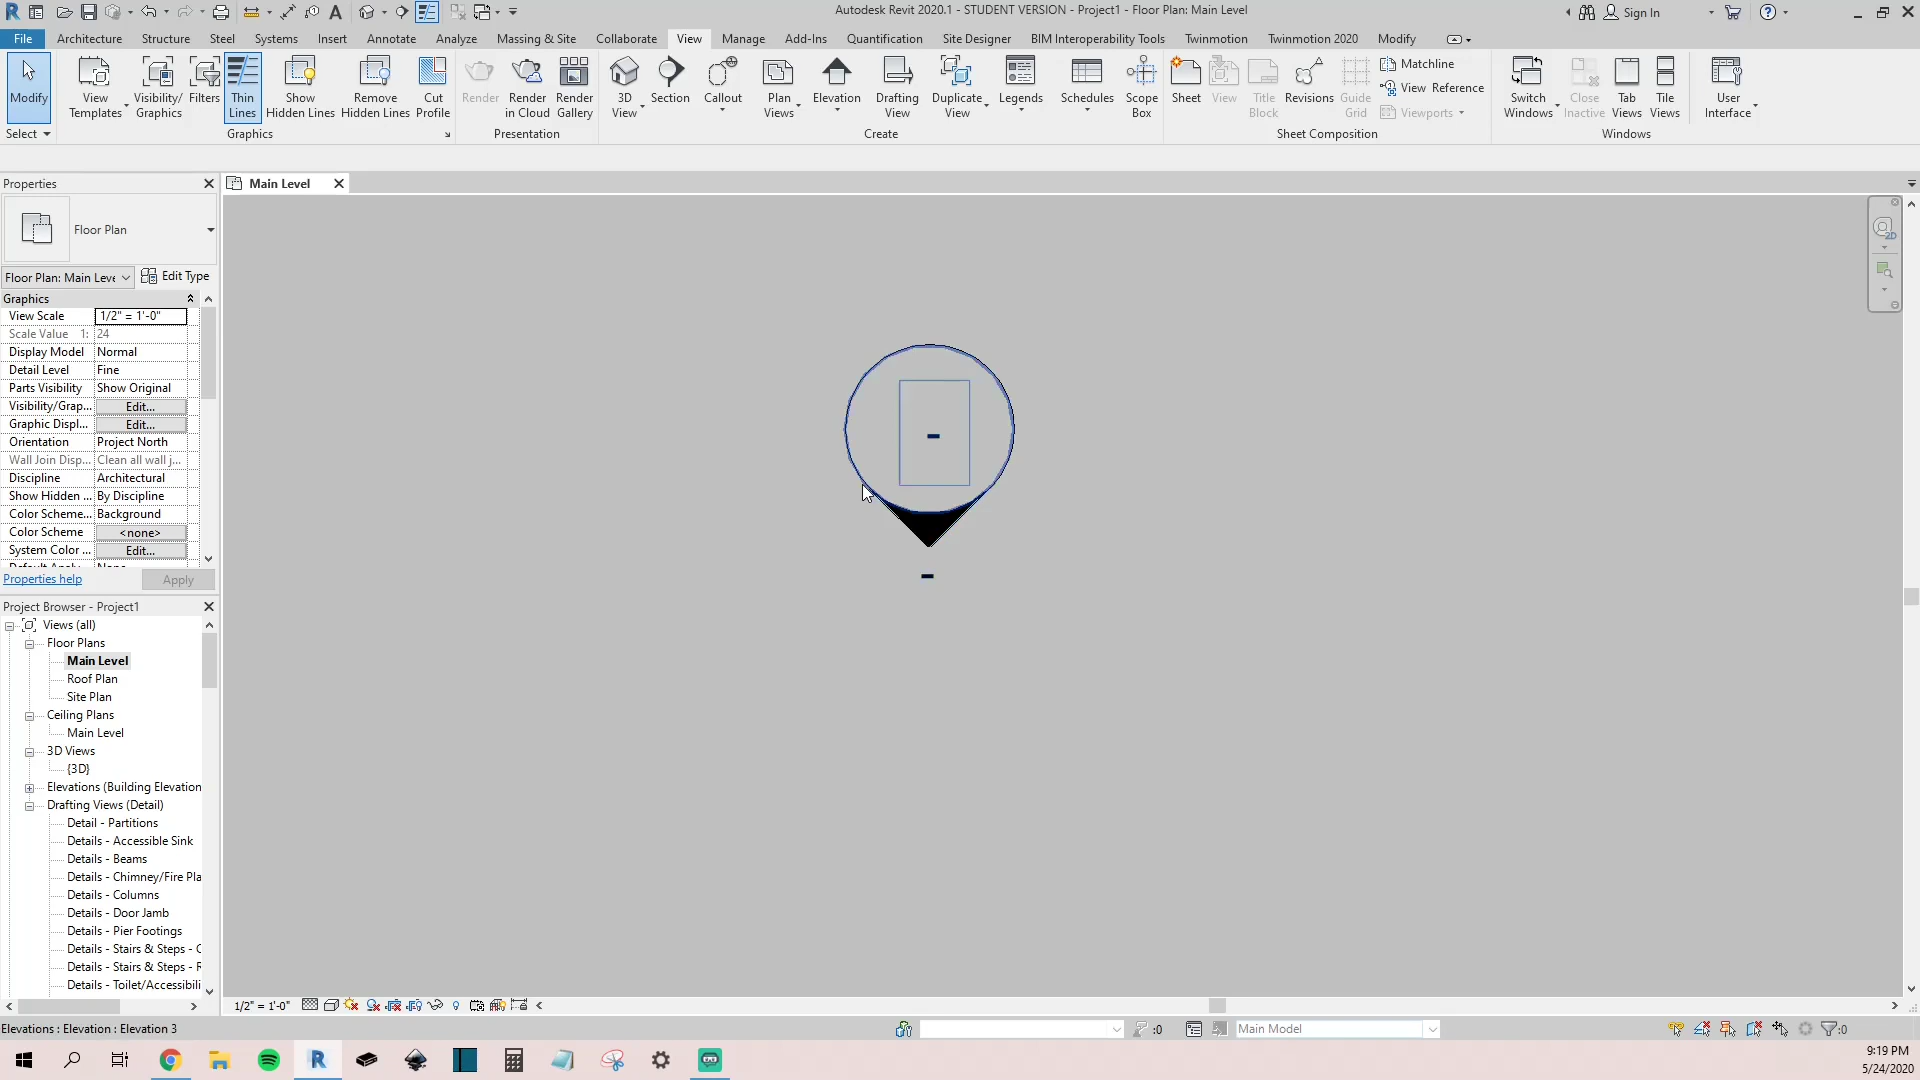 Autodesk Revit 2020.1 - STUDENT VERSION - Project1 - Floor Plan: Main Level
Sign In
File Architecture Structure Steel Systems Insert Annotate Analyze Massing & Site Collaborate View Manage Add-Ins Quantification Site Designer BIM Interoperability Tools Twinmotion Twinmotion 2020 Modify
Modify
View Templates
Visibility/ Graphics
Filters
Thin Lines
Show Hidden Lines
Remove Hidden Lines
Cut Profile
Render
Render in Cloud
Render Gallery
3D View
Section
Callout
Plan Views
Elevation
Drafting View
Duplicate View
Legends
Schedules
Scope Box
Sheet
View
Title Block
Revisions
Guide Grid
Matchline
View Reference
Viewports
Switch Windows
Close Inactive
Tab Views
Tile Views
User Interface
Select Graphics Presentation Create Sheet Composition Windows
Properties
Main Level
Floor Plan
Floor Plan: Main Leve
Edit Type
Graphics
View Scale 1/2" = 1'-0"
Scale Value 1: 24
Display Model Normal
Detail Level Fine
Parts Visibility Show Original
Visibility/Grap... Edit...
Graphic Displ... Edit...
Orientation Project North
Wall Join Disp... Clean all wall j...
Discipline Architectural
Show Hidden ... By Discipline
Color Scheme... Background
Color Scheme <none>
System Color ... Edit...
Properties help Apply
Project Browser - Project1
Views (all)
Floor Plans
Main Level
Roof Plan
Site Plan
Ceiling Plans
Main Level
3D Views
{3D}
Elevations (Building Elevation
Drafting Views (Detail)
Detail - Partitions
Details - Accessible Sink
Details - Beams
Details - Chimney/Fire Pla
Details - Columns
Details - Door Jamb
Details - Pier Footings
Details - Stairs & Steps - C
Details - Stairs & Steps - R
Details - Toilet/Accessibili
1/2" = 1'-0"
Elevations : Elevation : Elevation 3
:0
Main Model
:0
9:19 PM
5/24/2020